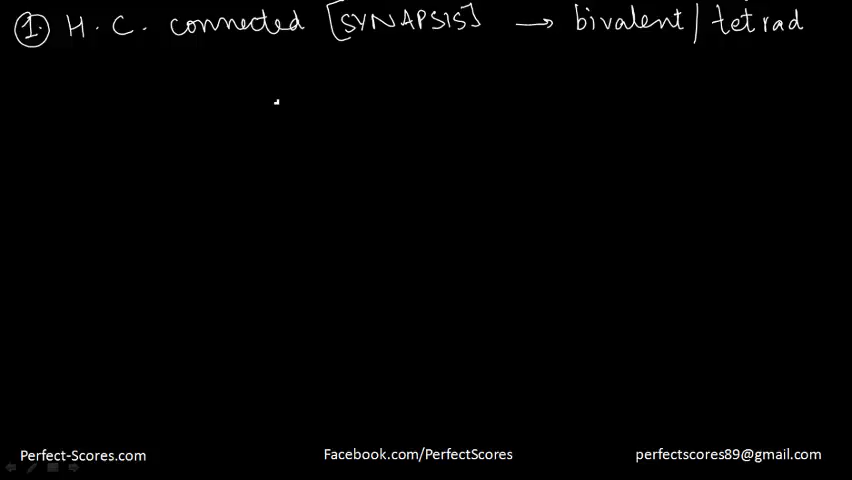 1. H. C. connected [SYNAPSIS] → bivalent / tetrad
Perfect-Scores.com Facebook.com/PerfectScores perfectscores89@gmail.com